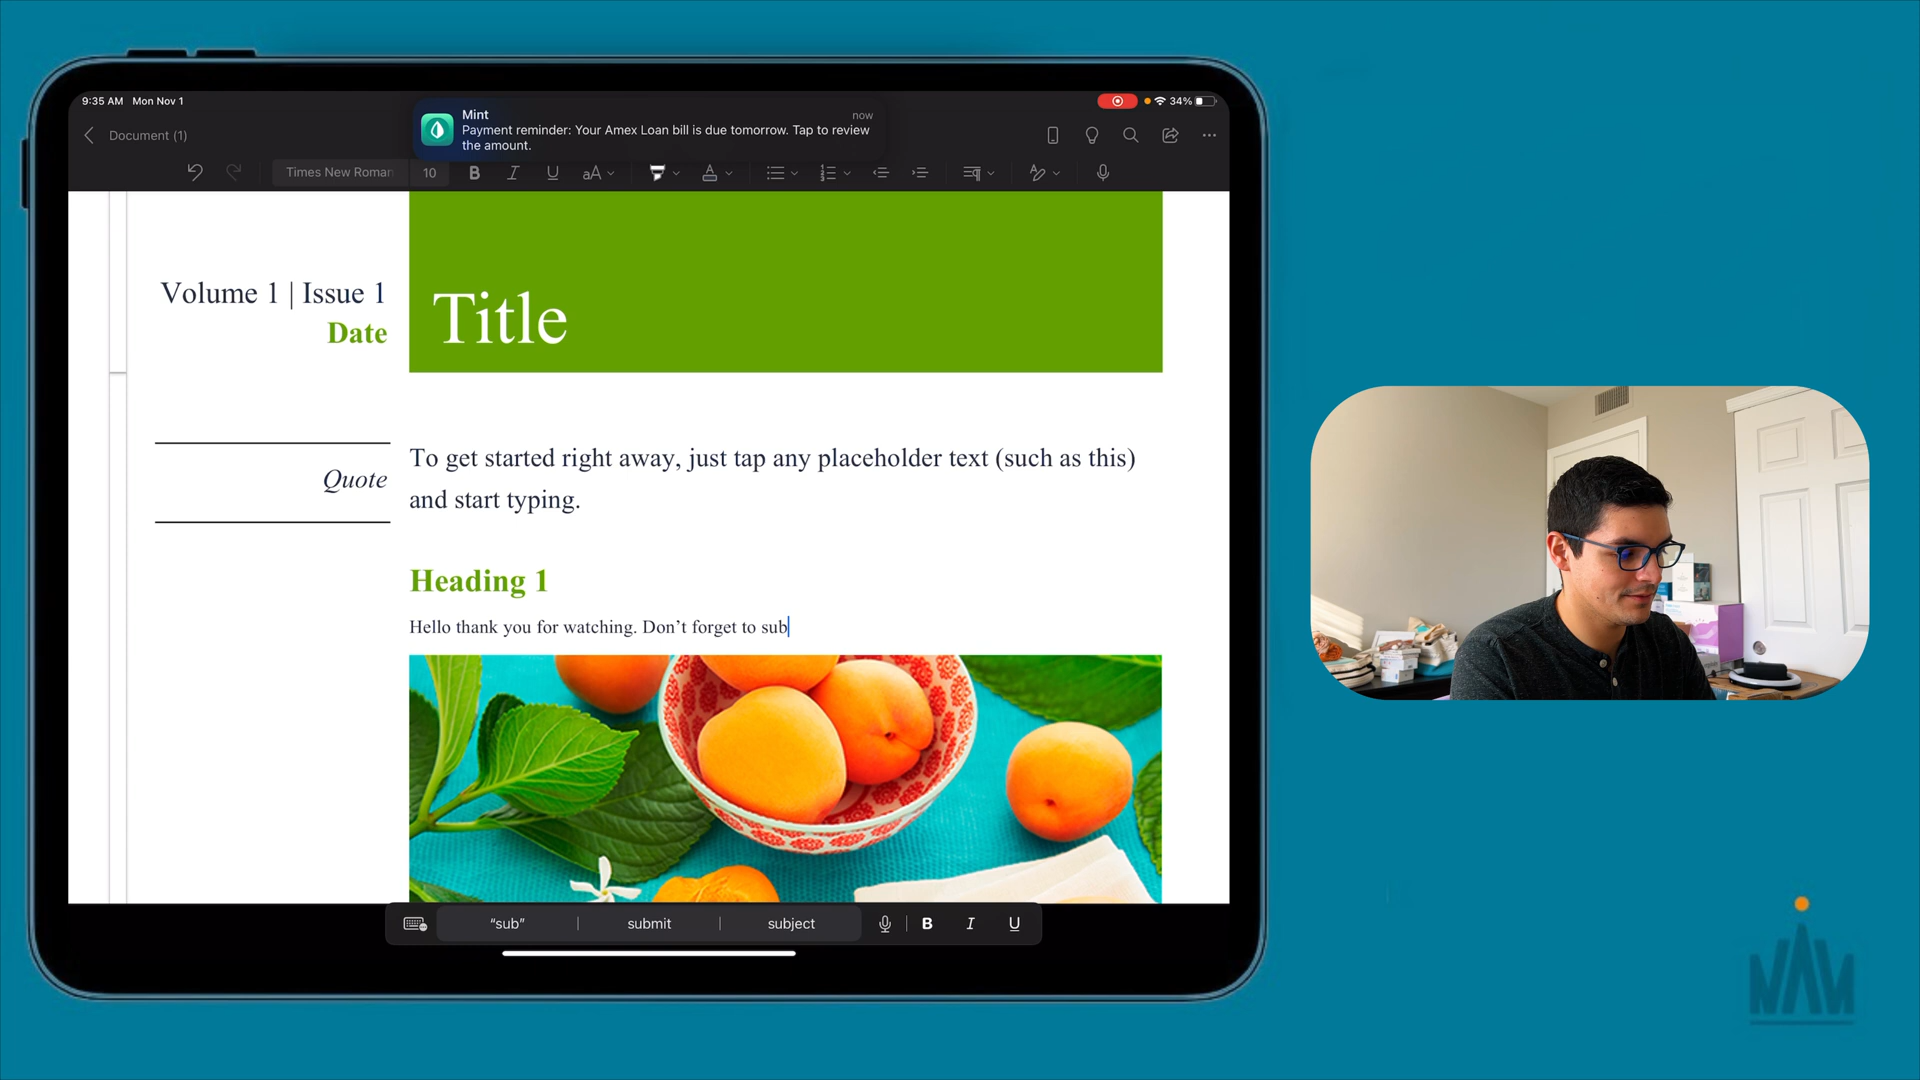 9:35 AM Mon Nov 1
34%
Document (1)
Mint
now
Payment reminder: Your Amex Loan bill is due tomorrow. Tap to review
the amount.
Times New Roman
10
B I U aA
A
Volume 1 | Issue 1
Date
Title
Quote
To get started right away, just tap any placeholder text (such as this)
and start typing.
Heading 1
Hello thank you for watching. Don’t forget to sub
“sub” submit subject
B I U